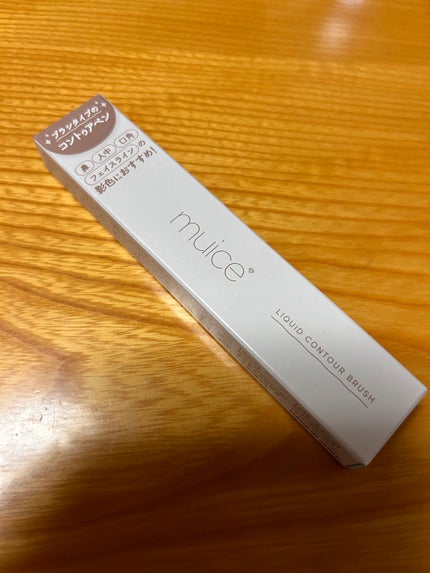 ブラシタイプの
コントゥアペン
鼻 人中 口角
フェイスラインの
影色におすすめ!
muice
LIQUID CONTOUR BRUSH